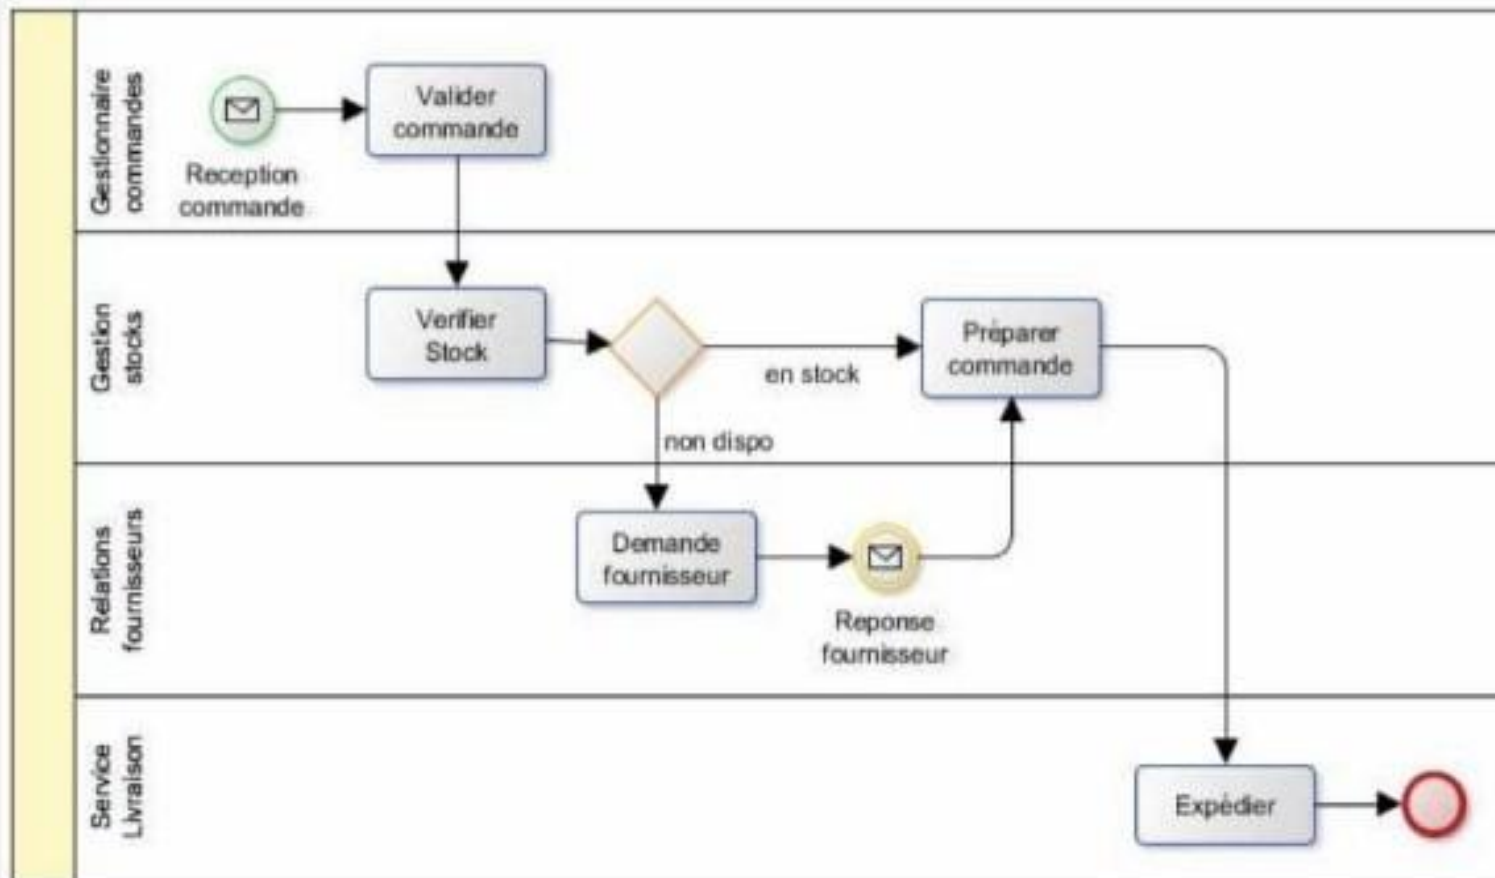 Gestionnaire
commandes
Reception
commande
Valider
commande
Gestion
stocks
Verifier
Stock
en stock
non dispo
Préparer
commande
Relations
fournisseurs
Demande
fournisseur
Reponse
fournisseur
Service
Livraison
Expédier